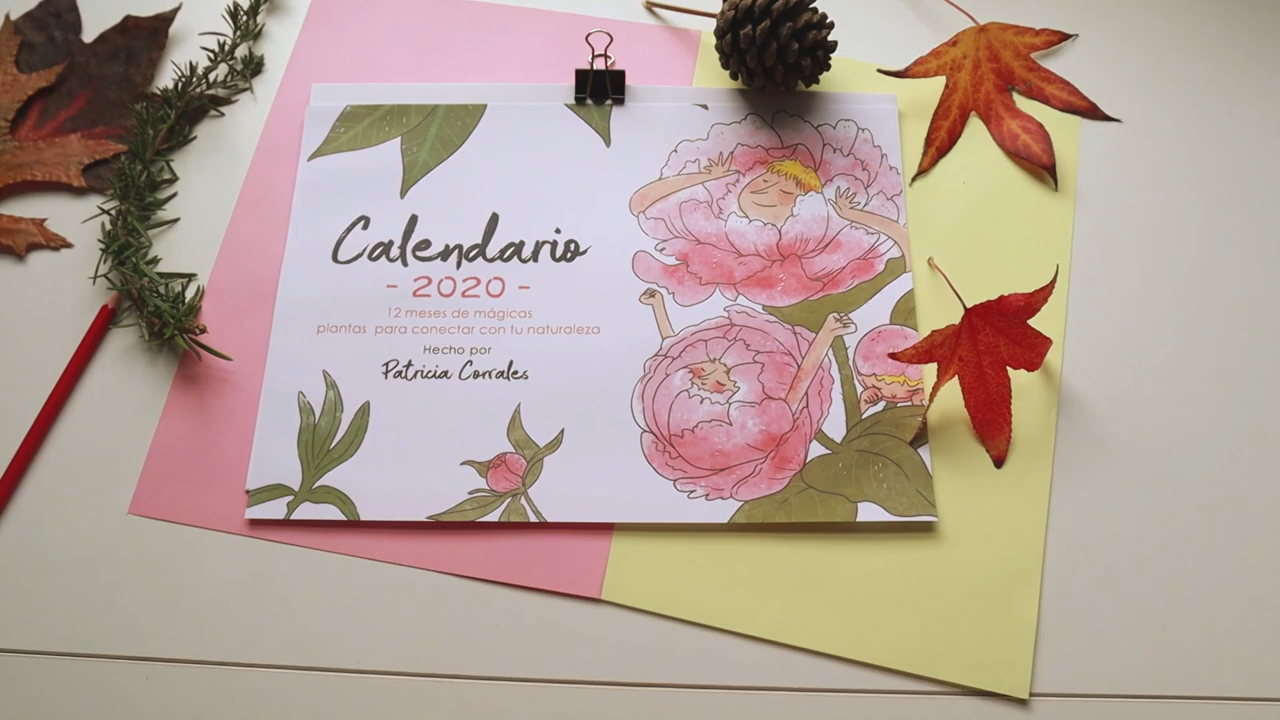 Calendario
- 2020 -
12 meses de mágicas
plantas para conectar con tu naturaleza
Hecho por
Patricia Corrales